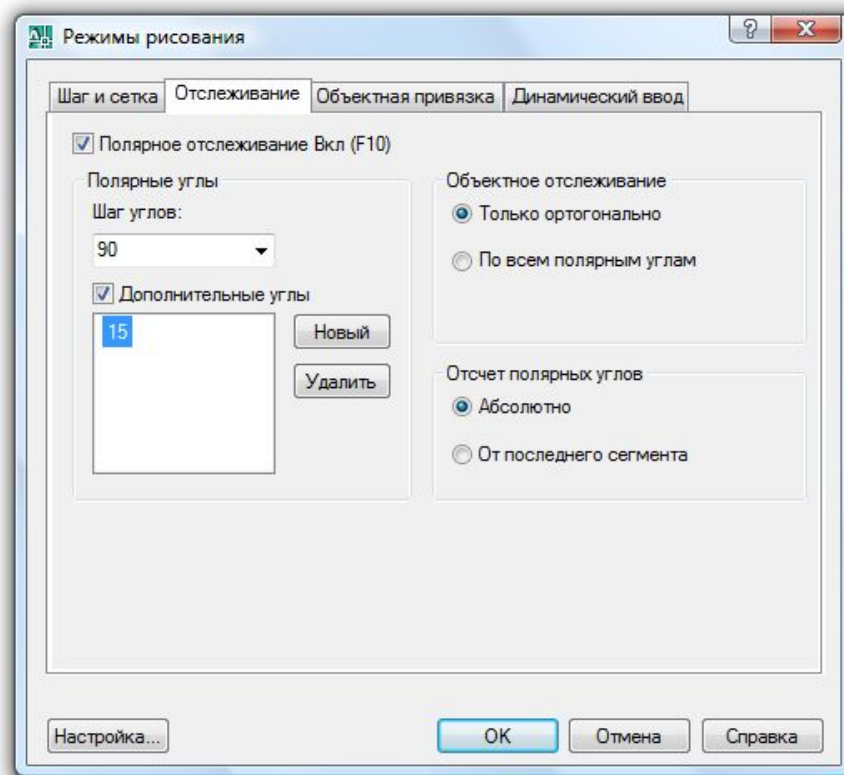 Режимы рисования
Шаг и сетка
Отслеживание
Объектная привязка
Динамический ввод
Полярное отслеживание Вкл (F10)
Полярные углы
Шаг углов:
90
Дополнительные углы
15
Новый
Удалить
Объектное отслеживание
Только ортогонально
По всем полярным углам
Отсчет полярных углов
Абсолютно
От последнего сегмента
Настройка...
OK
Отмена
Справка